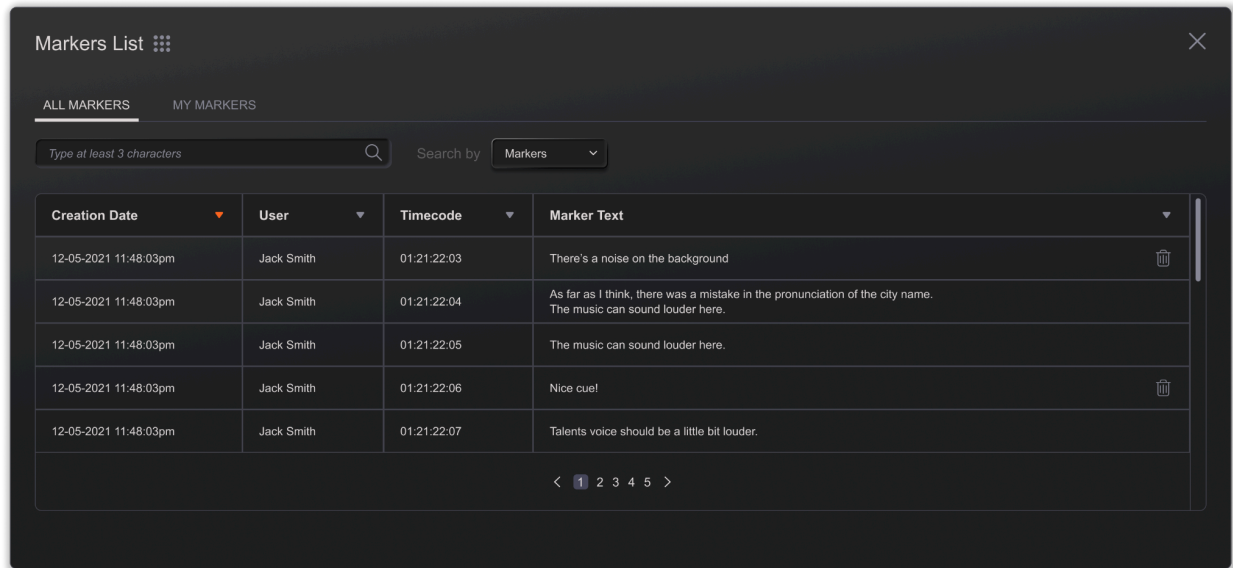 Markers List
ALL MARKERS MY MARKERS
Type at least 3 characters Search by Markers
Creation Date User Timecode Marker Text
12-05-2021 11:48:03pm Jack Smith 01:21:22:03 There's a noise on the background
12-05-2021 11:48:03pm Jack Smith 01:21:22:04 As far as I think, there was a mistake in the pronunciation of the city name.
The music can sound louder here.
12-05-2021 11:48:03pm Jack Smith 01:21:22:05 The music can sound louder here.
12-05-2021 11:48:03pm Jack Smith 01:21:22:06 Nice cue!
12-05-2021 11:48:03pm Jack Smith 01:21:22:07 Talents voice should be a little bit louder.
1 2 3 4 5